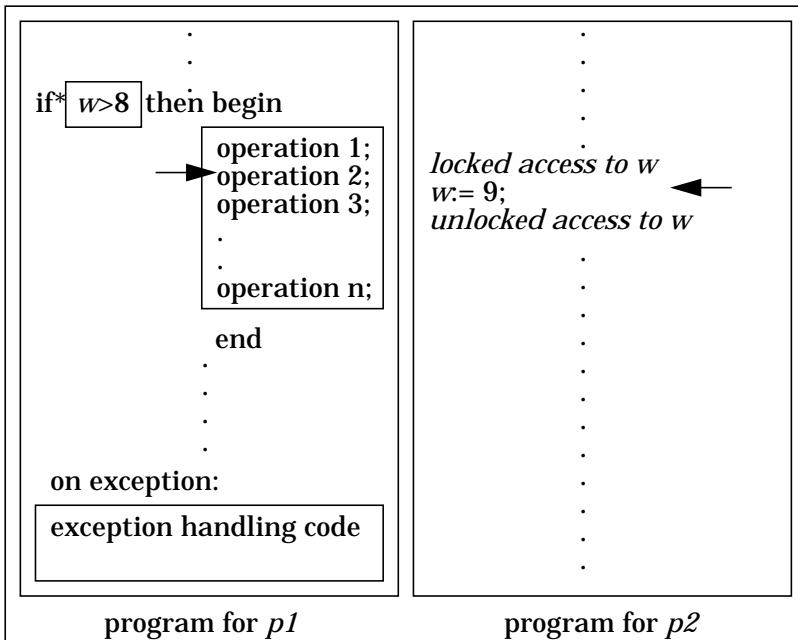 if* w>8 then begin
operation 1;
operation 2;
operation 3;
.
.
operation n;
end
on exception:
exception handling code
program for p1
locked access to w
w:= 9;
unlocked access to w
program for p2